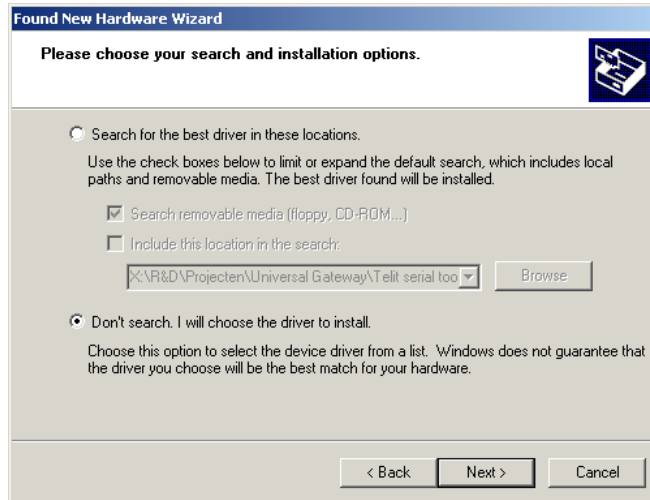 Found New Hardware Wizard
Please choose your search and installation options.
Search for the best driver in these locations.
Use the check boxes below to limit or expand the default search, which includes local
paths and removable media. The best driver found will be installed.
Search removable media (floppy, CD-ROM...)
Include this location in the search:
X:\R&D\Projecten\Universal Gateway\Telit serial too
Browse
Don't search. I will choose the driver to install.
Choose this option to select the device driver from a list. Windows does not guarantee that
the driver you choose will be the best match for your hardware.
< Back Next > Cancel